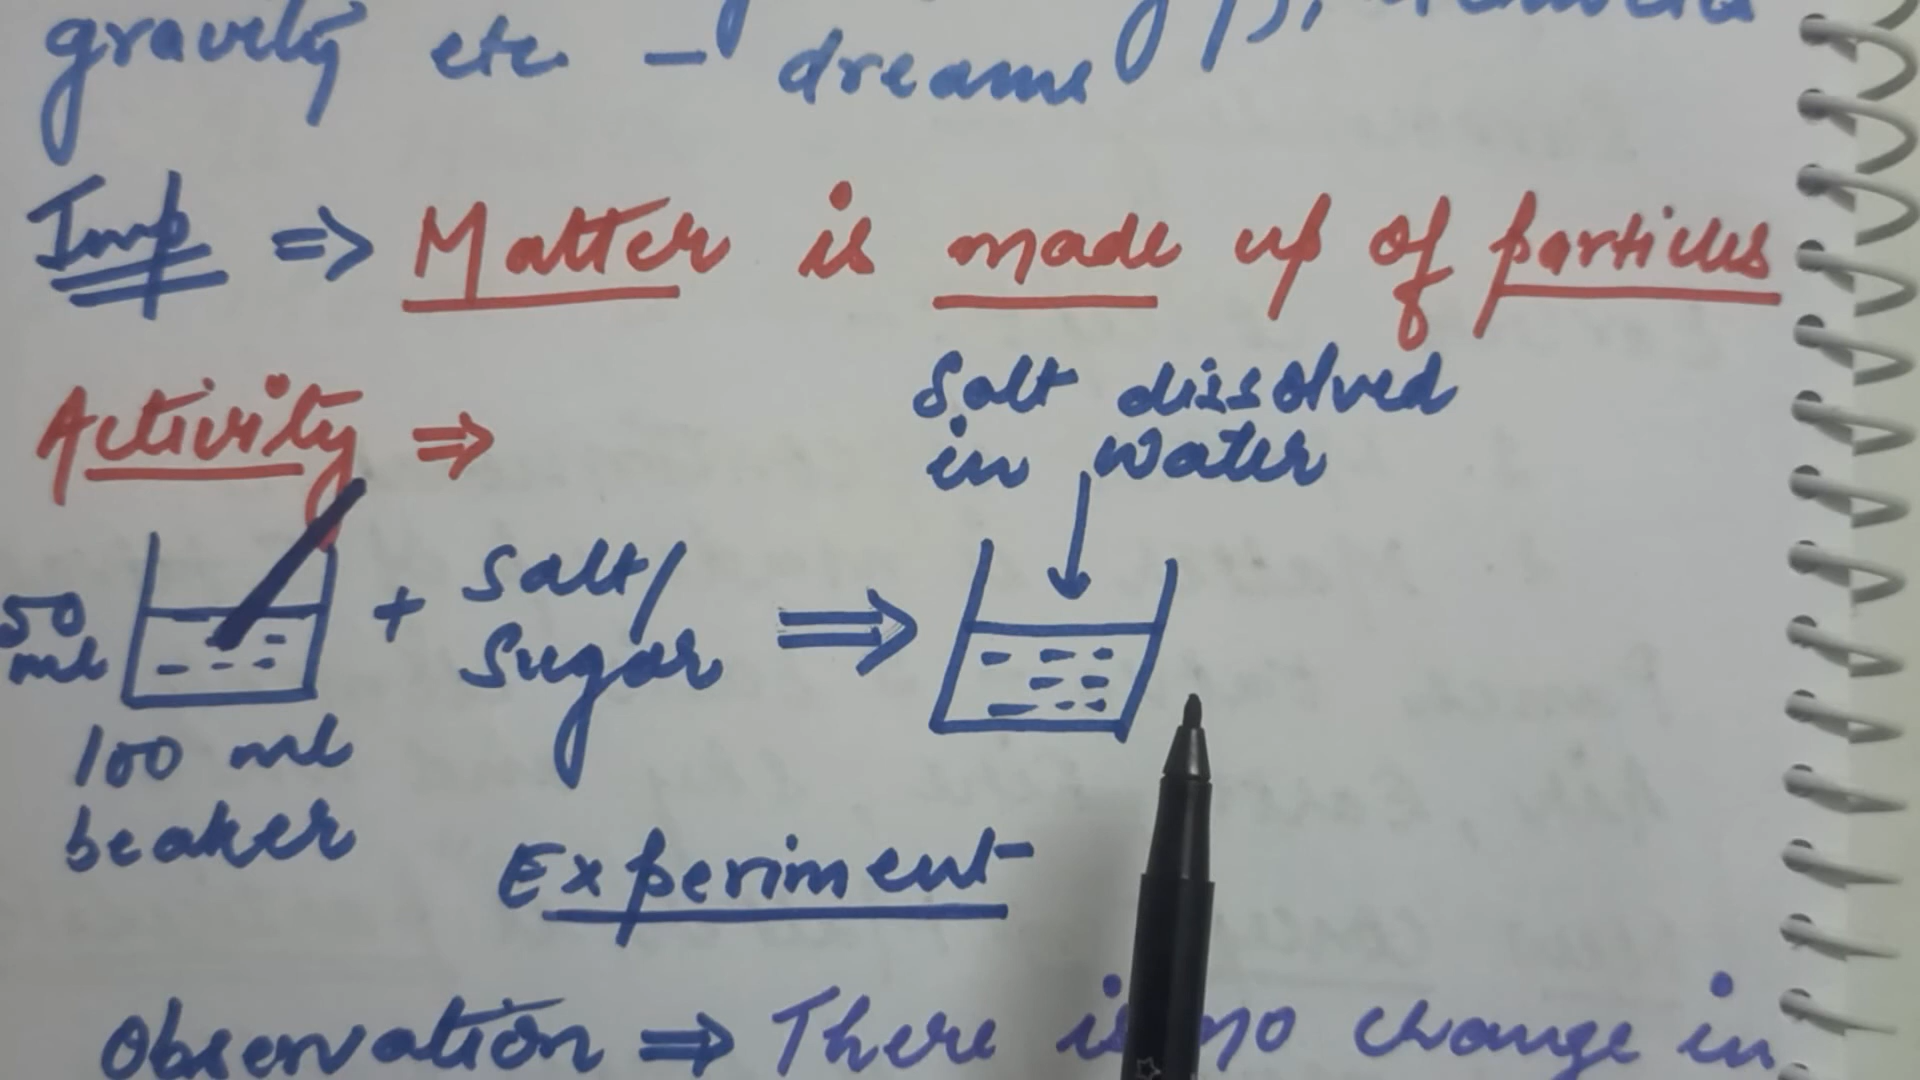 gravity etc. – dreams
Imp ⇒ Matter is made up of particles
Activity ⇒
Salt dissolved
in water
50
ml
+ Salt/
Sugar
⇒
100 ml
beaker
Experiment
Observation ⇒ There is no change in